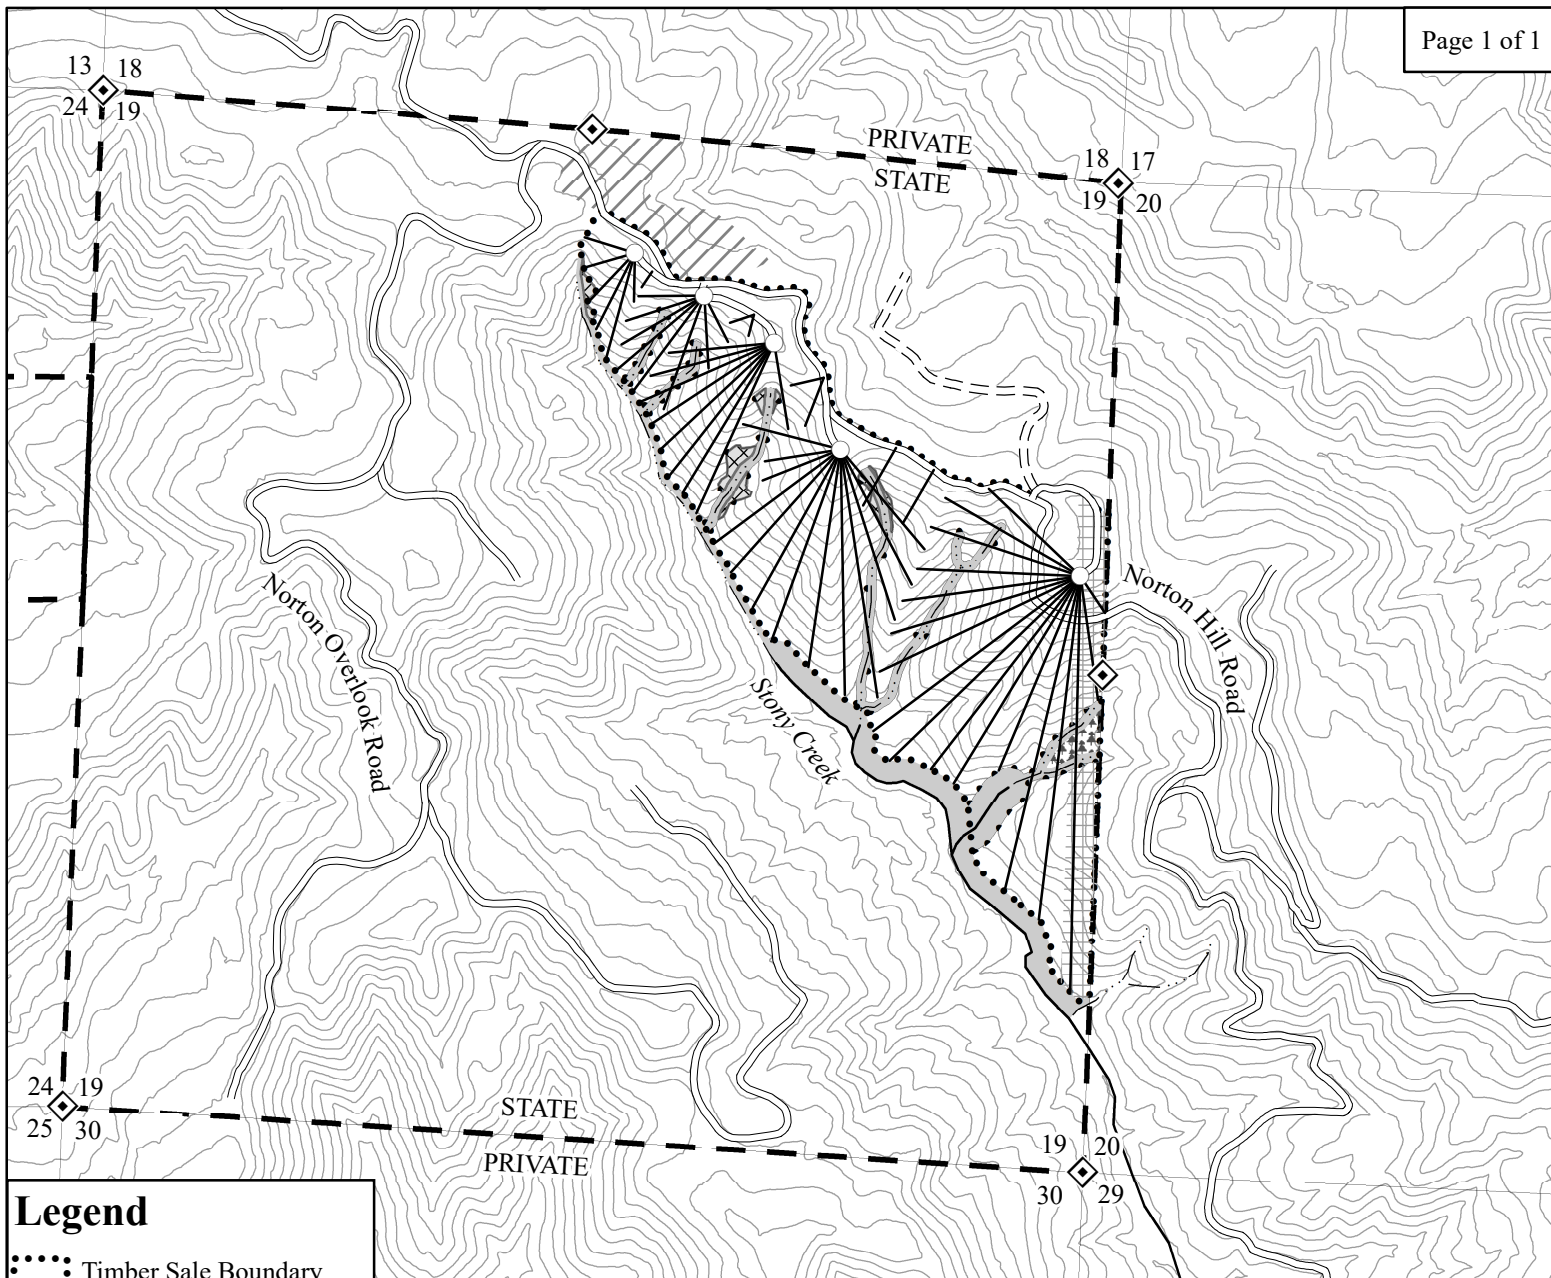 Page 1 of 1
13 18
24 19
PRIVATE
STATE
18 17
19 20
Norton Overlook Road
Norton Hill Road
Stony Creek
24 19
25 30
STATE
PRIVATE
19 20
30 29
Legend
Timber Sale Boundary